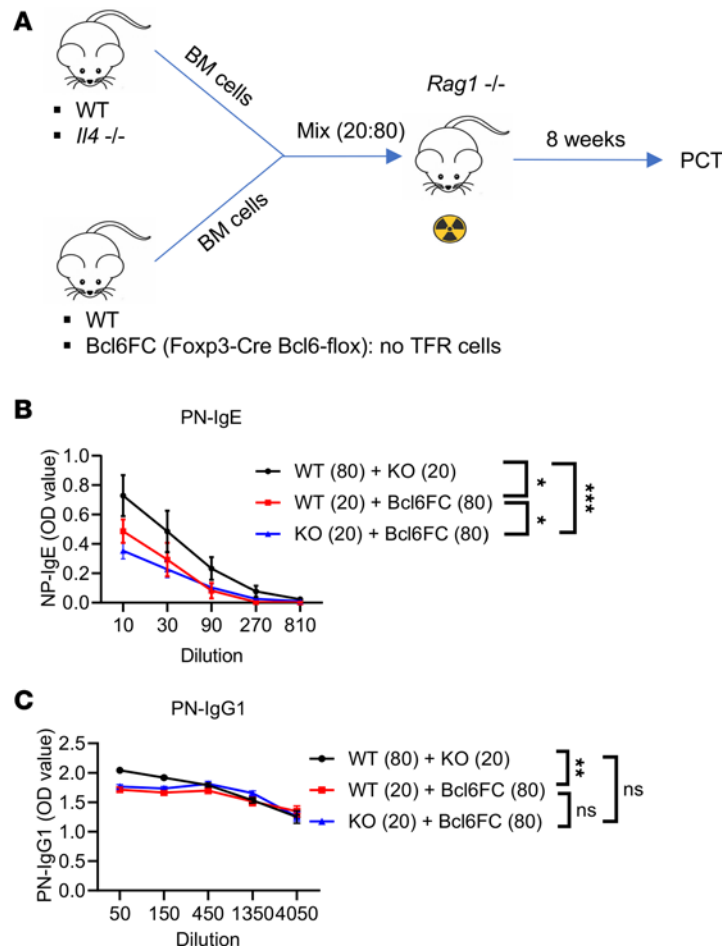 A
BM cells
▪ WT
▪ Il4 -/-
Mix (20:80)
Rag1 -/-
8 weeks
PCT
BM cells
▪ WT
▪ Bcl6FC (Foxp3-Cre Bcl6-flox): no TFR cells
B
PN-IgE
NP-IgE (OD value)
1.0
0.8
0.6
0.4
0.2
0.0
10 30 90 270 810
Dilution
WT (80) + KO (20)
WT (20) + Bcl6FC (80)
KO (20) + Bcl6FC (80)
*
*
***
C
PN-IgG1
PN-IgG1 (OD value)
2.5
2.0
1.5
1.0
0.5
0.0
50 150 450 1350 4050
Dilution
WT (80) + KO (20)
WT (20) + Bcl6FC (80)
KO (20) + Bcl6FC (80)
**
ns
ns